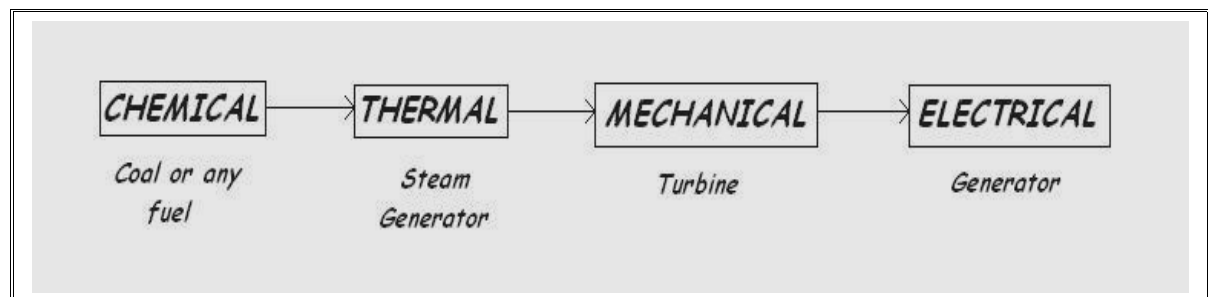 CHEMICAL THERMAL MECHANICAL ELECTRICAL
Coal or any
fuel
Steam
Generator
Turbine
Generator